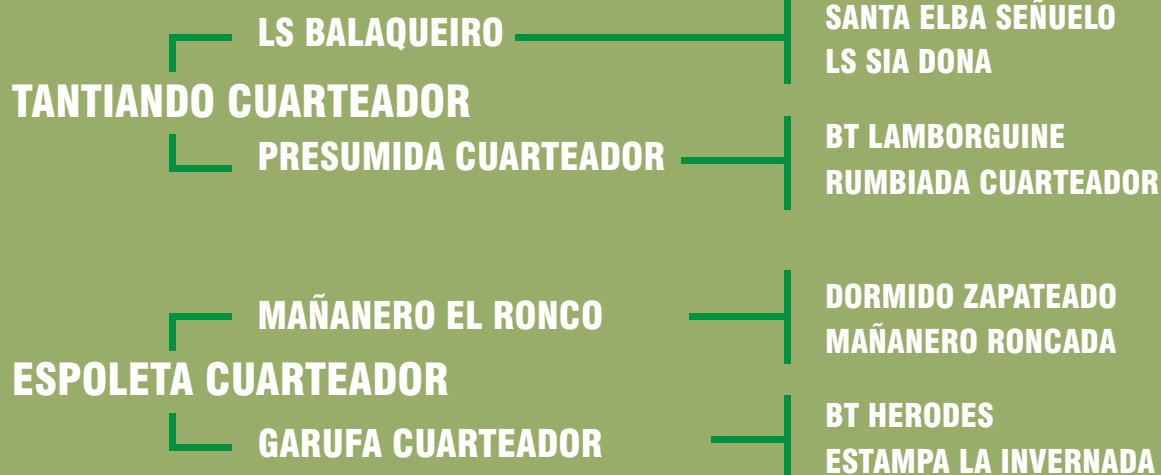 SANTA ELBA SEÑUELO
LS BALAQUEIRO
LS SIA DONA
TANTIANDO CUARTEADOR
BT LAMBORGUINE
PRESUMIDA CUARTEADOR
RUMBIADA CUARTEADOR
DORMIDO ZAPATEADO
MAÑANERO EL RONCO
MAÑANERO RONCADA
ESPOLETA CUARTEADOR
BT HERODES
GARUFA CUARTEADOR
ESTAMPA LA INVERNADA